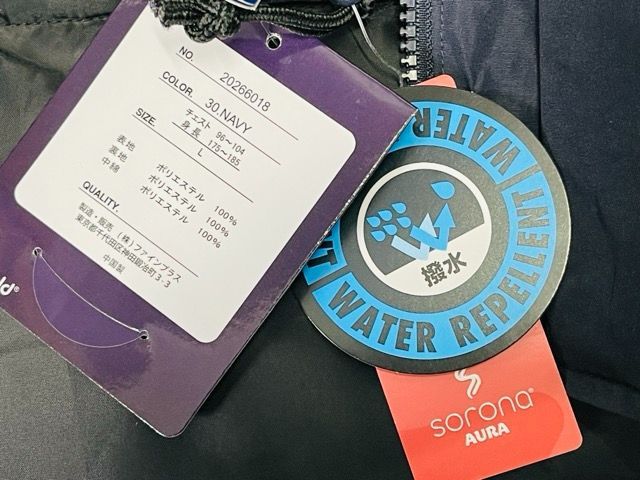 NO. 20266018
COLOR. 30.NAVY
チェスト 96～104
身長 175～185
SIZE. L
表地 ポリエステル 100%
裏地 ポリエステル 100%
中綿 ポリエステル 100%
QUALITY.
製造・販売 (株)ファインプラス
東京都千代田区神田鍛冶町3-3
中国製
WATER REPELLENT WATER
撥水
sorona®
AURA